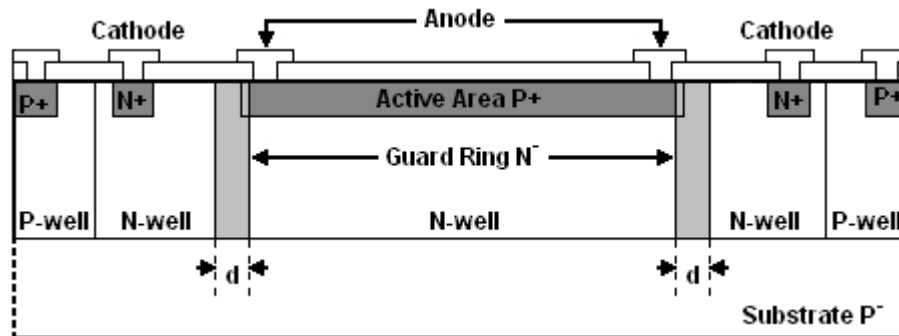 Cathode Anode Cathode
P+ N+ Active Area P+ N+ P+
Guard Ring N⁻
P-well N-well N-well N-well P-well
d d
Substrate P⁻